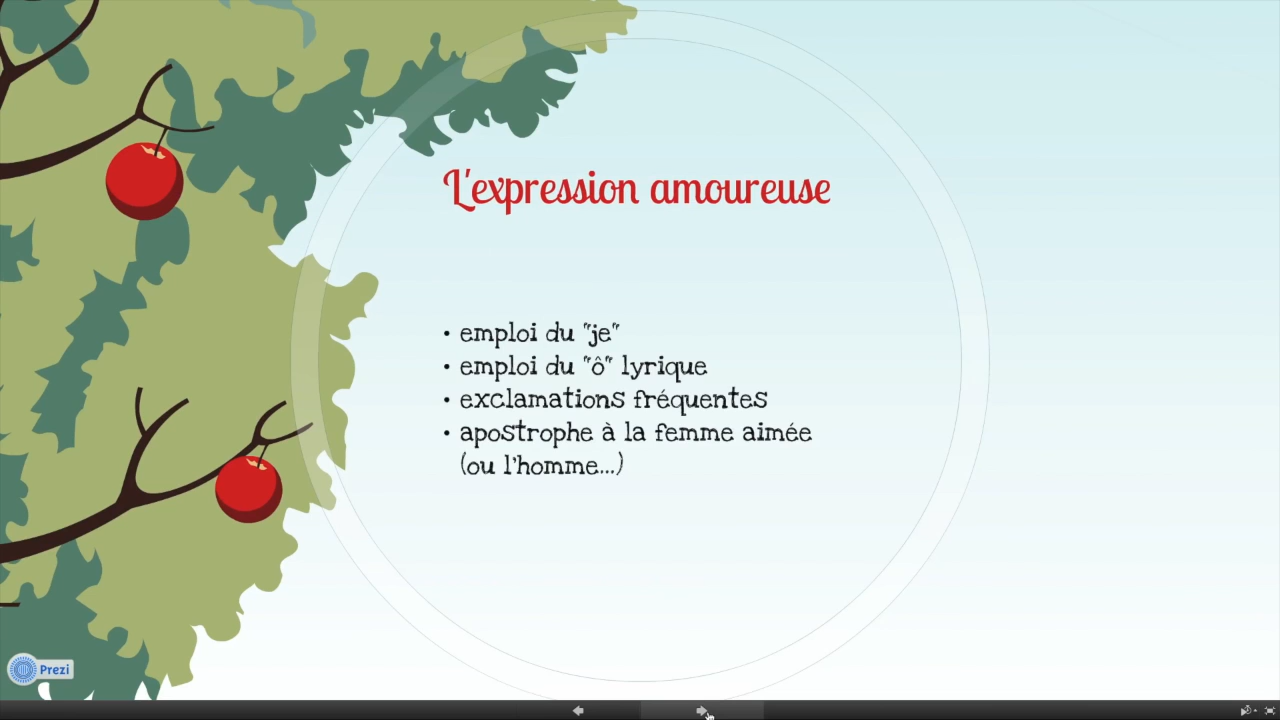 L'expression amoureuse
• emploi du "je"
• emploi du "ô" lyrique
• exclamations fréquentes
• apostrophe à la femme aimée
(ou l'homme...)
Prezi